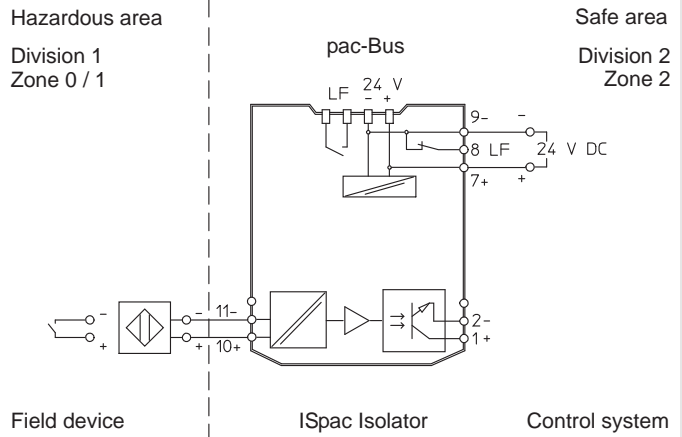 Hazardous area
Safe area
Division 1
Zone 0 / 1
pac-Bus
Division 2
Zone 2
LF
24 V
- +
9-
-
8 LF
24 V DC
7+
+
-
-
11-
2-
+
+
10+
1+
Field device
ISpac Isolator
Control system